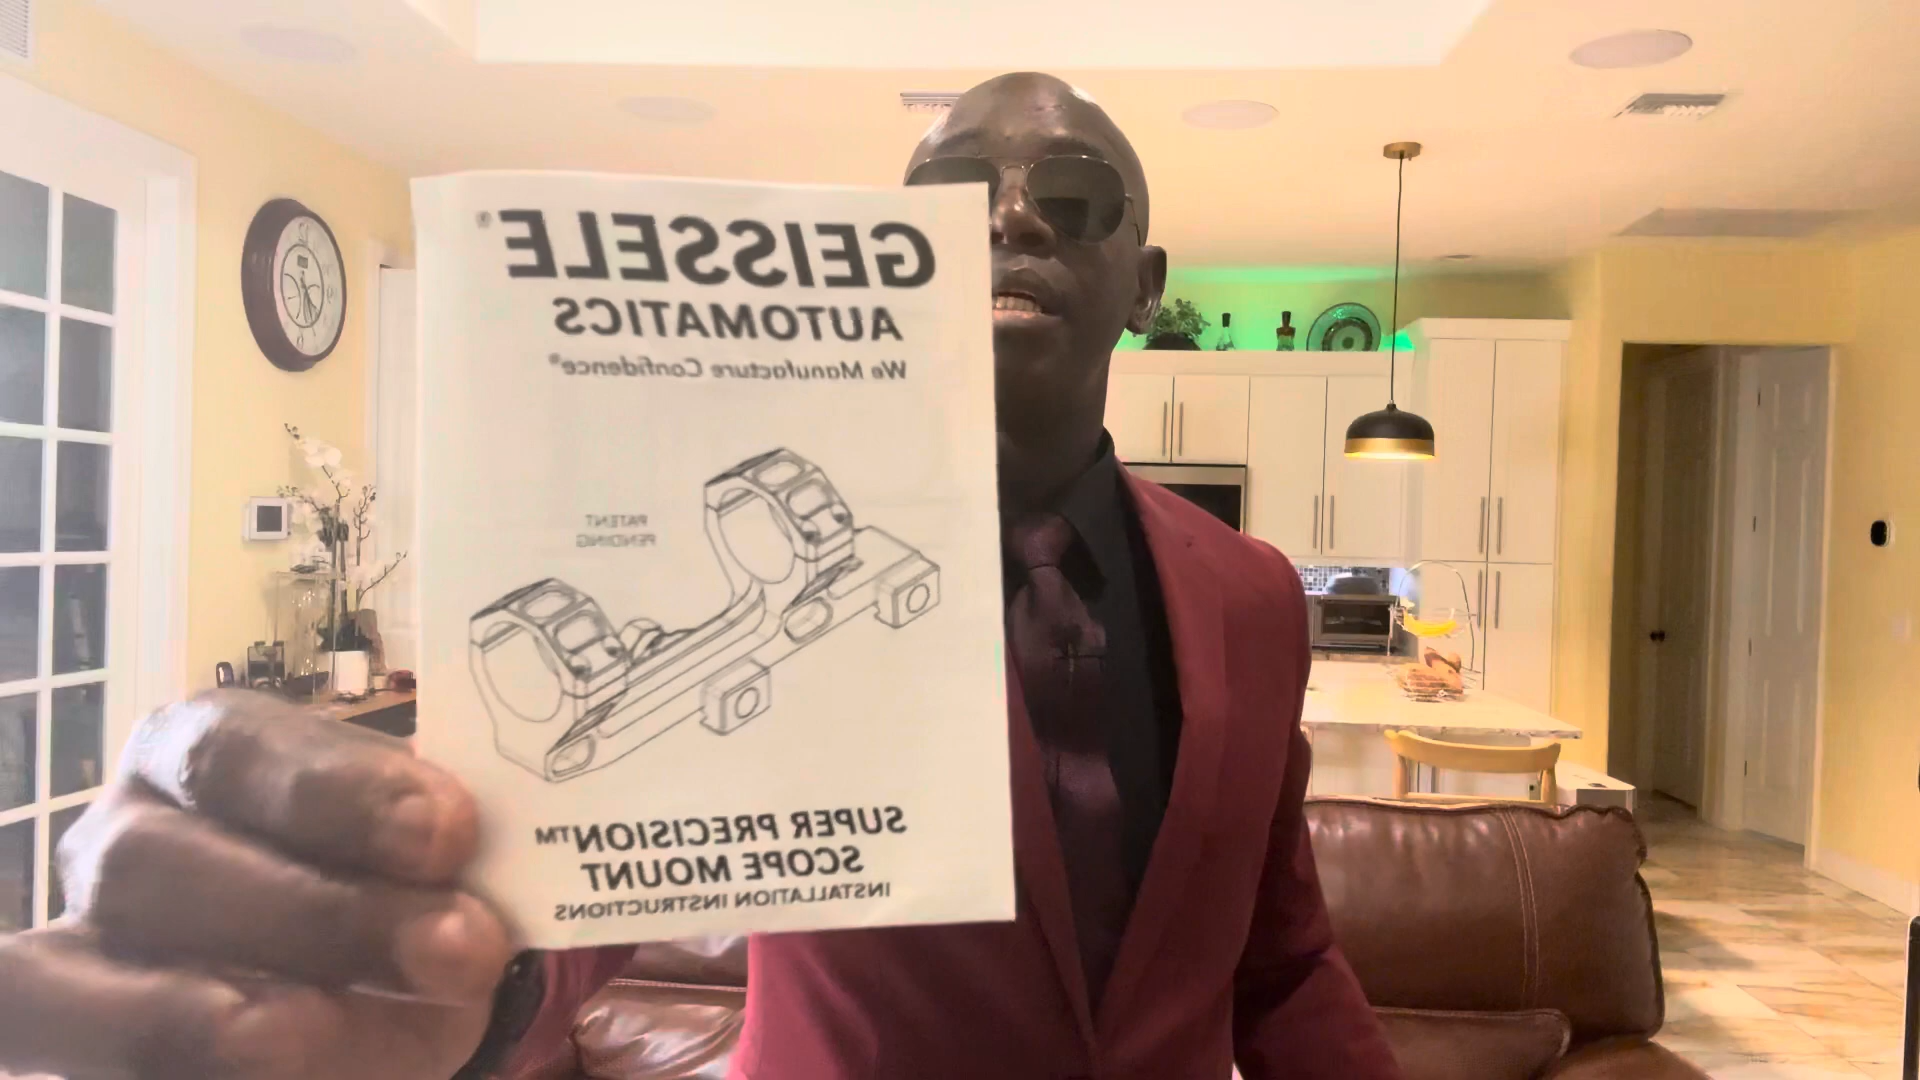 GEISSELE®
AUTOMATICS
We Manufacture Confidence®
PATENT
PENDING
SUPER PRECISION™
SCOPE MOUNT
INSTALLATION INSTRUCTIONS